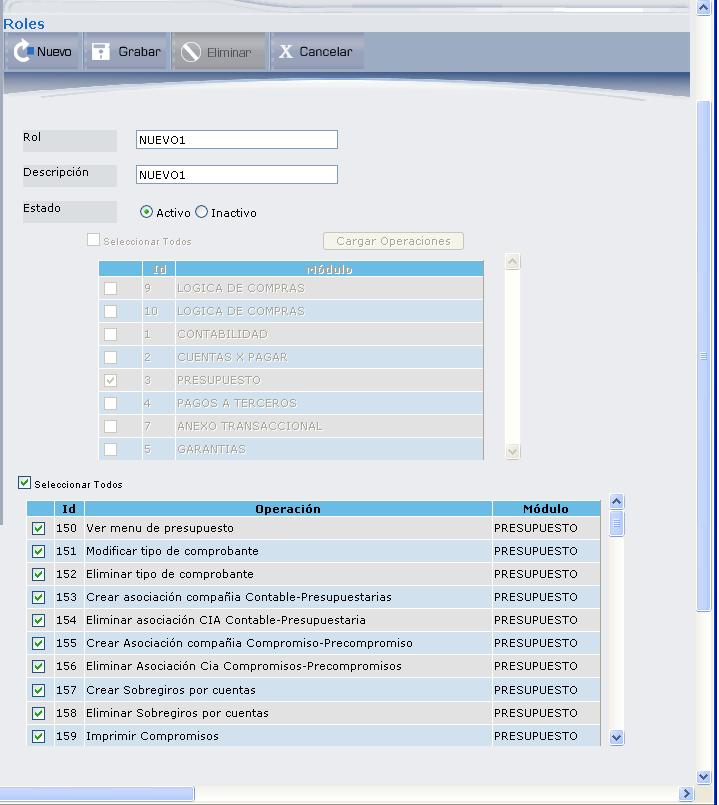 Roles
Nuevo Grabar Eliminar X Cancelar
Rol NUEVO1
Descripción NUEVO1
Estado Activo Inactivo
Seleccionar Todos Cargar Operaciones
Id Módulo
9 LOGICA DE COMPRAS
10 LOGICA DE COMPRAS
1 CONTABILIDAD
2 CUENTAS X PAGAR
3 PRESUPUESTO
4 PAGOS A TERCEROS
7 ANEXO TRANSACCIONAL
5 GARANTIAS
Seleccionar Todos
Id Operación Módulo
150 Ver menu de presupuesto PRESUPUESTO
151 Modificar tipo de comprobante PRESUPUESTO
152 Eliminar tipo de comprobante PRESUPUESTO
153 Crear asociación compañia Contable-Presupuestarias PRESUPUESTO
154 Eliminar asociación CIA Contable-Presupuestaria PRESUPUESTO
155 Crear Asociación compañia Compromiso-Precompromiso PRESUPUESTO
156 Eliminar Asociación Cia Compromisos-Precompromisos PRESUPUESTO
157 Crear Sobregiros por cuentas PRESUPUESTO
158 Eliminar Sobregiros por cuentas PRESUPUESTO
159 Imprimir Compromisos PRESUPUESTO